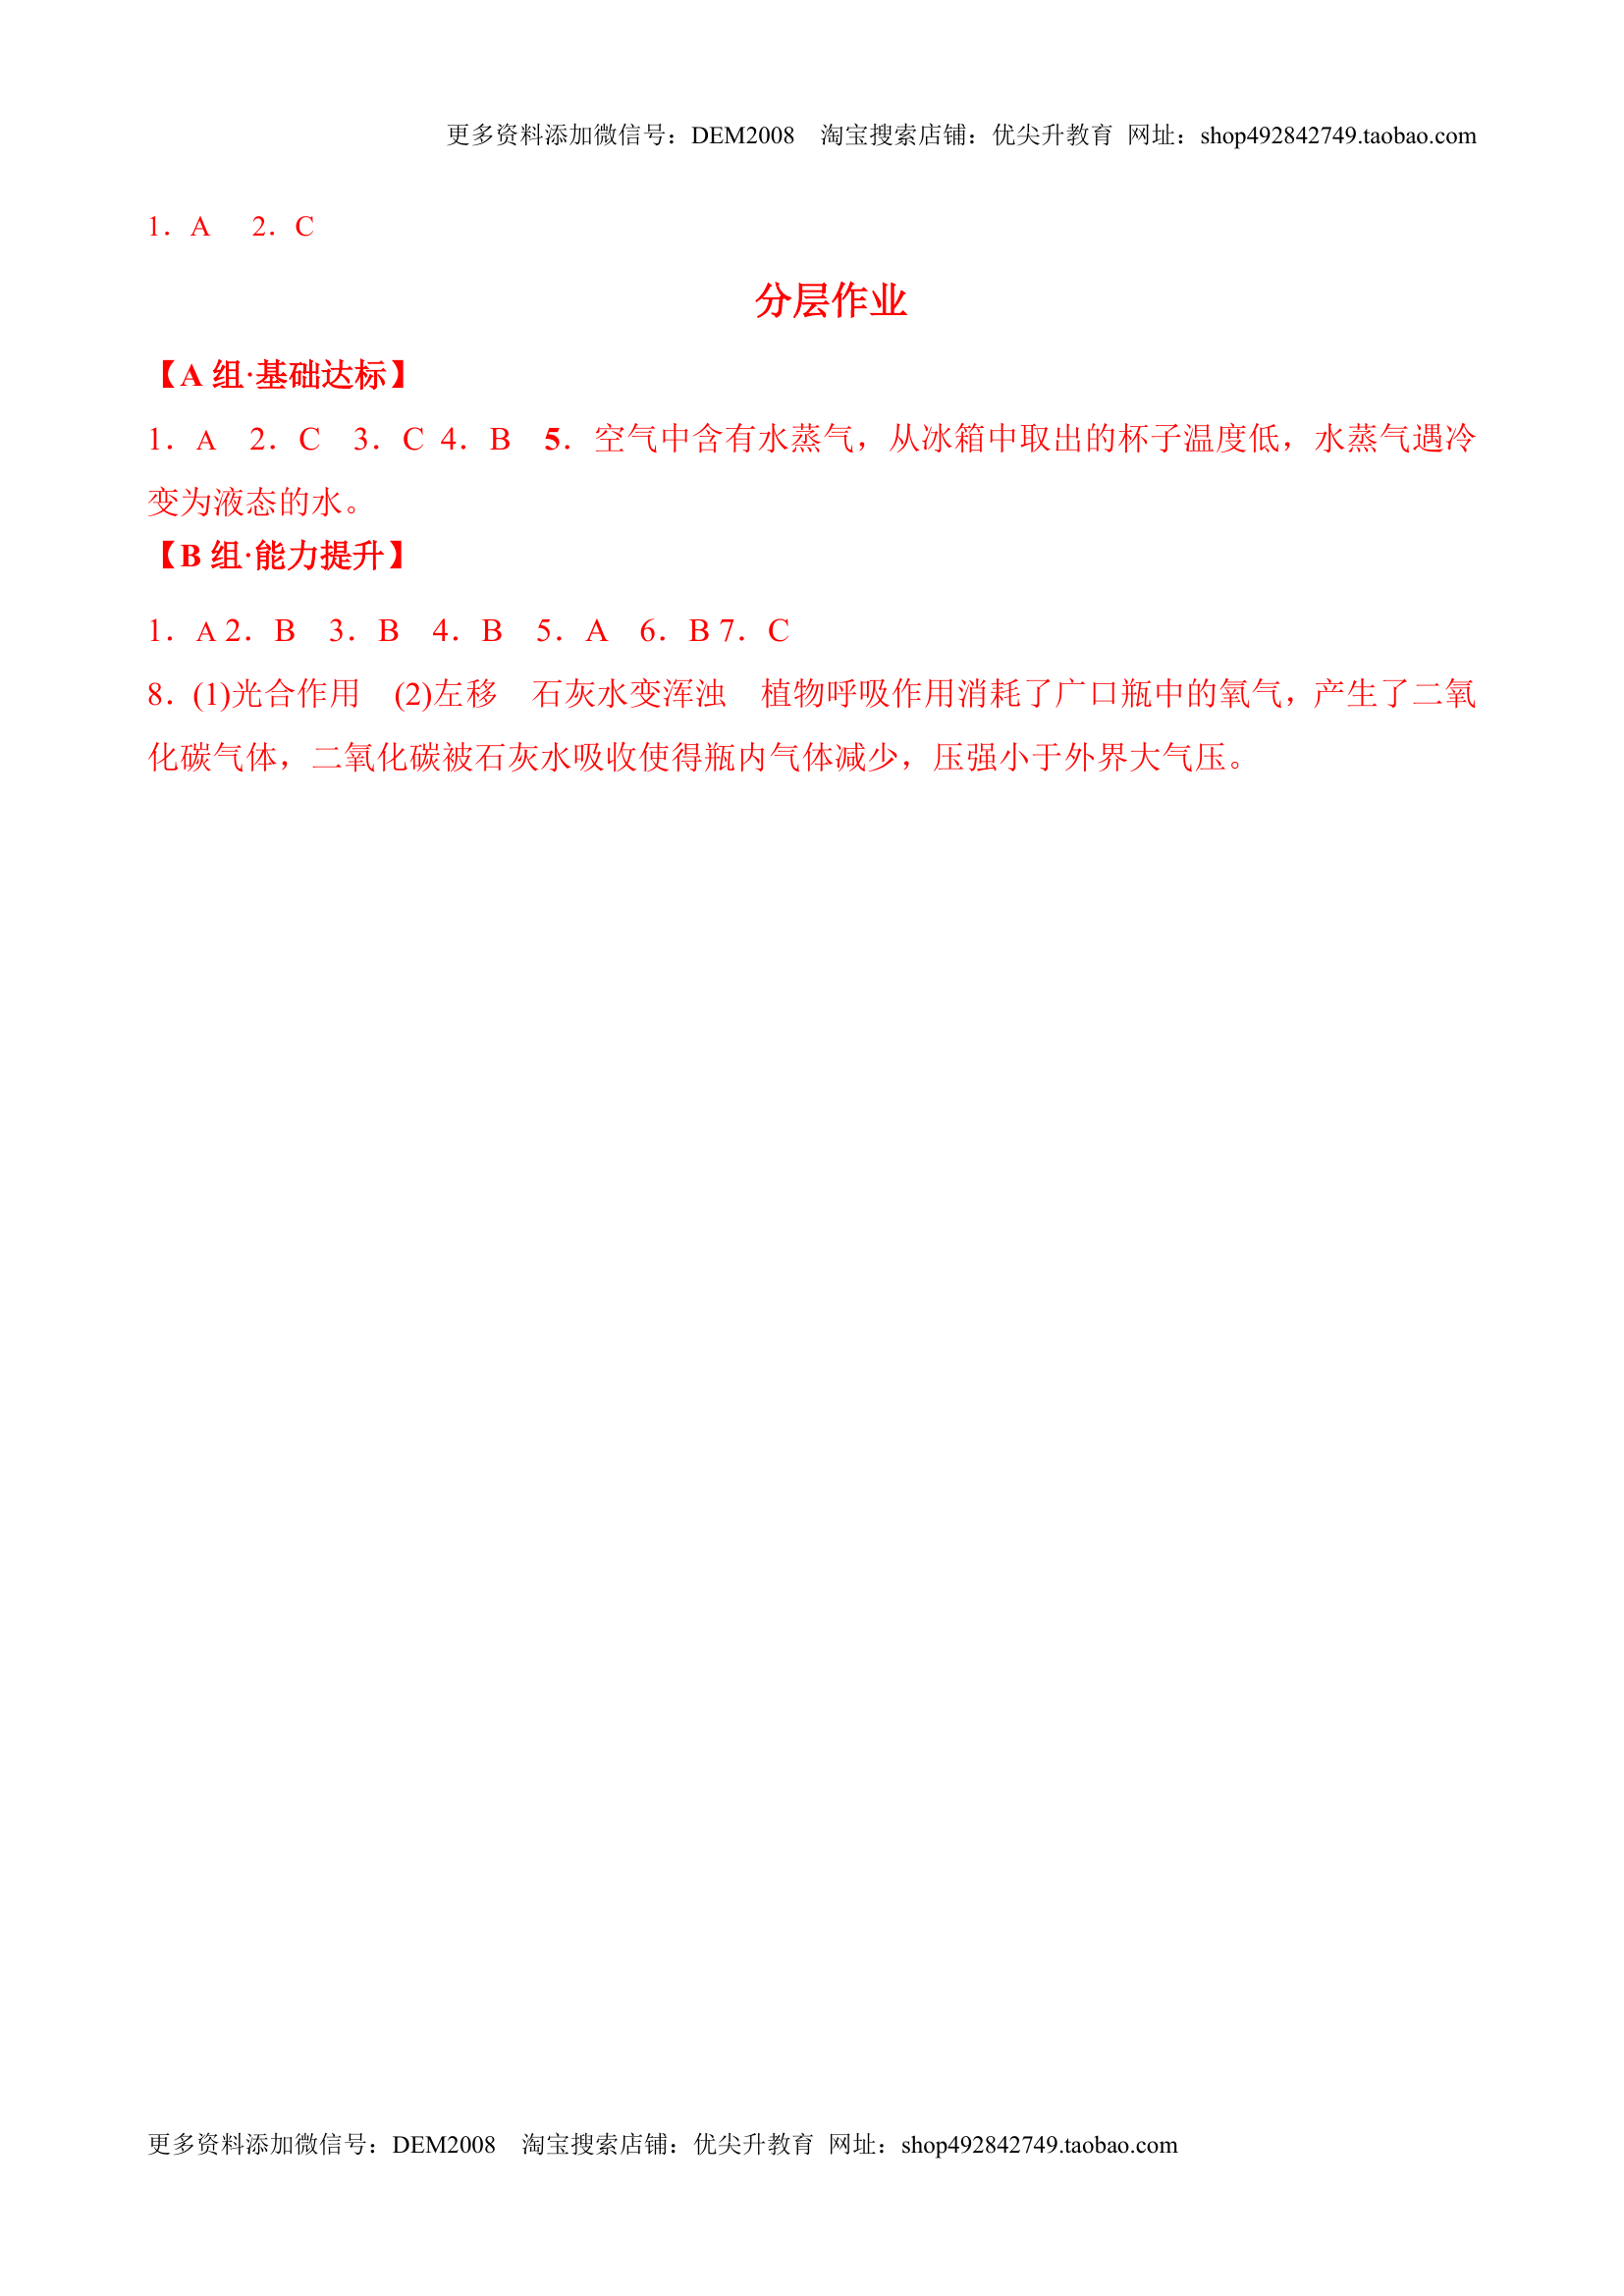 更多资料添加微信号：DEM2008　淘宝搜索店铺：优尖升教育 网址：shop492842749.taobao.com
1．A　2．C
分层作业
【A 组·基础达标】
1．A　2．C　3．C 4．B　5．空气中含有水蒸气，从冰箱中取出的杯子温度低，水蒸气遇冷
变为液态的水。
【B 组·能力提升】
1．A 2．B　3．B　4．B　5．A　6．B 7．C
8．(1)光合作用　(2)左移　石灰水变浑浊　植物呼吸作用消耗了广口瓶中的氧气，产生了二氧
化碳气体，二氧化碳被石灰水吸收使得瓶内气体减少，压强小于外界大气压。
更多资料添加微信号：DEM2008　淘宝搜索店铺：优尖升教育 网址：shop492842749.taobao.com